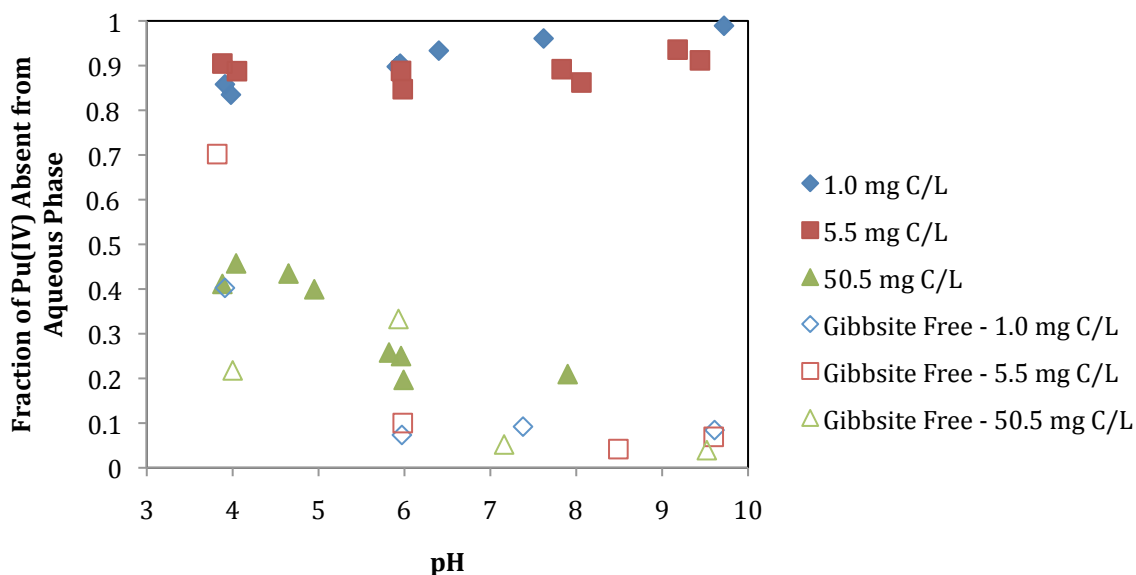 Fraction of Pu(IV) Absent from
Aqueous Phase
1
0.9
0.8
0.7
0.6
0.5
0.4
0.3
0.2
0.1
0
3 4 5 6 7 8 9 10
pH
1.0 mg C/L
5.5 mg C/L
50.5 mg C/L
Gibbsite Free - 1.0 mg C/L
Gibbsite Free - 5.5 mg C/L
Gibbsite Free - 50.5 mg C/L